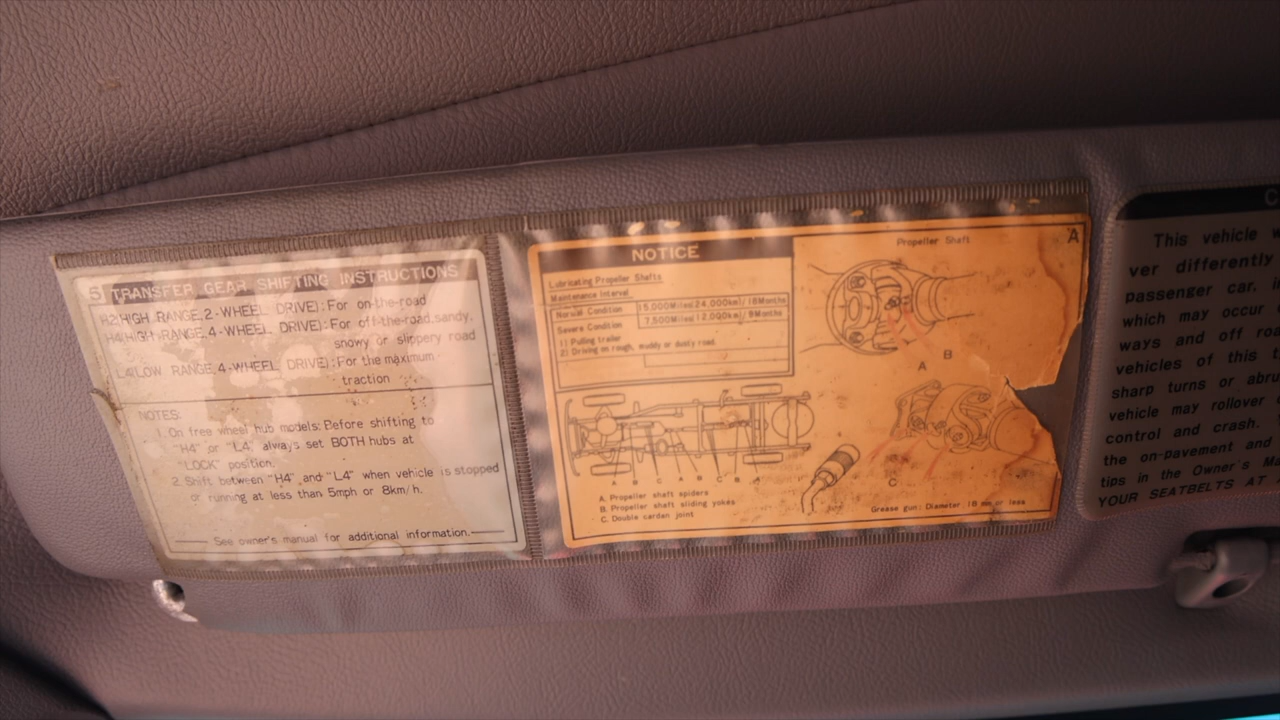 5 TRANSFER GEAR SHIFTING INSTRUCTIONS
H2(HIGH RANGE, 2-WHEEL DRIVE): For on-the-road
H4(HIGH RANGE, 4-WHEEL DRIVE): For off-the-road, sandy,
snowy or slippery road
L4(LOW RANGE, 4-WHEEL DRIVE): For the maximum
traction
NOTES:
1. On free wheel hub models: Before shifting to
"H4" or "L4", always set BOTH hubs at
"LOCK" position.
2. Shift between "H4" and "L4" when vehicle is stopped
or running at less than 5mph or 8km/h.
See owner's manual for additional information.
NOTICE
Lubricating Propeller Shafts
Maintenance Interval
Normal Condition 15,000Miles/24,000km/18Months
7,500Miles/12,000km/9Months
Severe Condition
1) Pulling trailer
2) Driving on rough, muddy or dusty road.
A B C A B C B A
A. Propeller shaft spiders
B. Propeller shaft sliding yokes
C. Double cardan joint
Propeller Shaft
A
B
A
C
Grease gun: Diameter 18 mm or less
This vehicle
ver differently
passenger car.
which may occur
ways and off
vehicles of this
sharp turns or
vehicle may rollover
control and crash.
the on-pavement and
tips in the Owner's
YOUR SEATBELTS AT